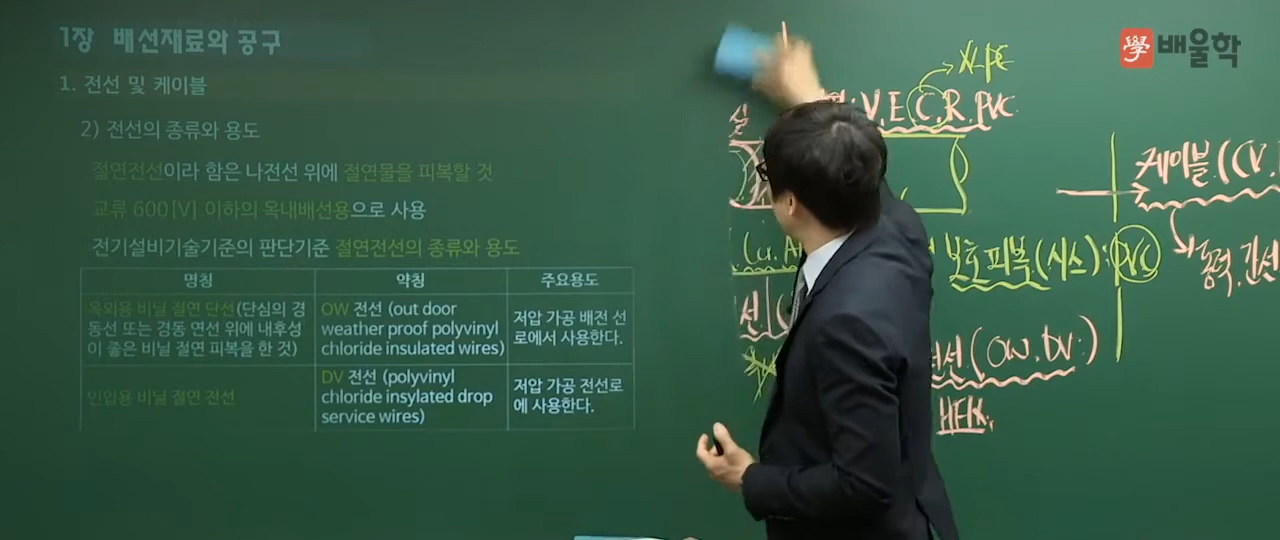 1장 배선재료와 공구
1. 전선 및 케이블
2) 전선의 종류와 용도
절연전선이라 함은 나전선 위에 절연물을 피복할 것
교류 600[V] 이하의 옥내배선용으로 사용
전기설비기술기준의 판단기준 절연전선의 종류와 용도
명칭 약칭 주요용도
옥외용 비닐 절연 단선(단심의 경
동선 또는 경동 연선 위에 내후성
이 좋은 비닐 절연 피복을 한 것)
OW 전선 (out door
weather proof polyvinyl
chloride insulated wires)
저압 가공 배전 선
로에서 사용한다.
인입용 비닐 절연 전선
DV 전선 (polyvinyl
chloride insylated drop
service wires)
저압 가공 전선로
에 사용한다.
學 배울학
V, E, C, R, PVC
케이블 (CV,
보호피복 (시스) : PVC
동력, 간선
전선 (OW, DV)